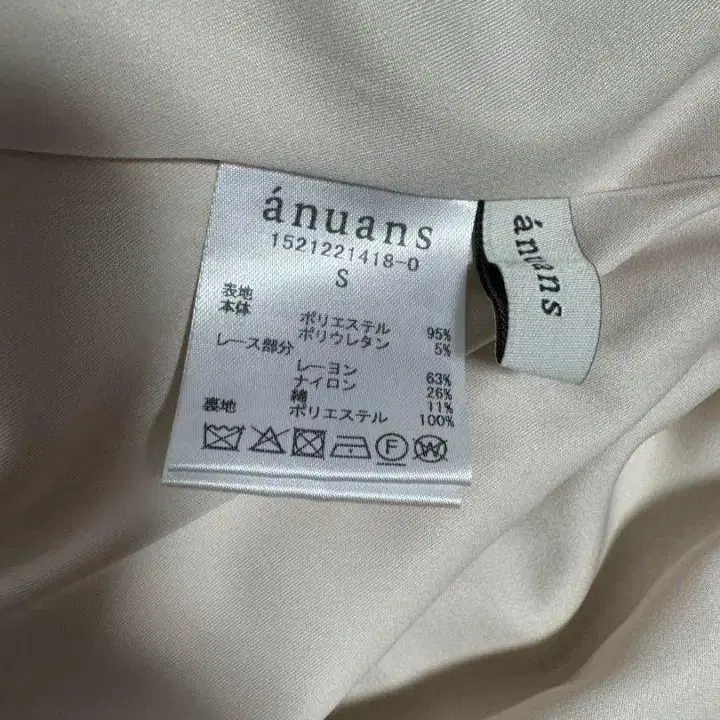 ánuans
1521221418-0
S
表地
本体 ポリエステル 95%
ポリウレタン 5%
レース部分
レーヨン 63%
ナイロン 26%
綿 11%
裏地 ポリエステル 100%
F W
ánuans